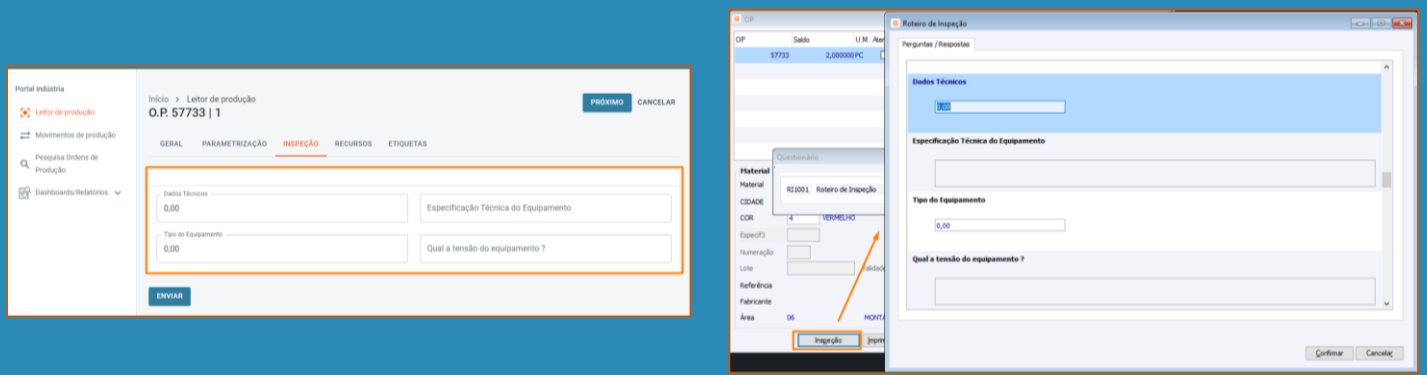 Portal Indústria
Leitor de produção
Movimentos de produção
Pesquisa Ordens de
Produção
Dashboards/Relatórios
Início > Leitor de produção
O.P. 57733 | 1
PRÓXIMO
CANCELAR
GERAL PARAMETRIZAÇÃO INSPEÇÃO RECURSOS ETIQUETAS
Dados Técnicos
0,00
Especificação Técnica do Equipamento
Tipo do Equipamento
0,00
Qual a tensão do equipamento ?
ENVIAR
OP
OP Saldo U.M.
57733 2,000000 PC
Questionário
RI1001 Roteiro de Inspeção
Material
Material
CIDADE
COR 4 VERMELHO
Especif3
Numeração
Lote
Referência
Fabricante
Área 06
Inspeção
Roteiro de Inspeção
Perguntas / Respostas
Dados Técnicos
0,00
Especificação Técnica do Equipamento
Tipo do Equipamento
0,00
Qual a tensão do equipamento ?
Confirmar Cancelar